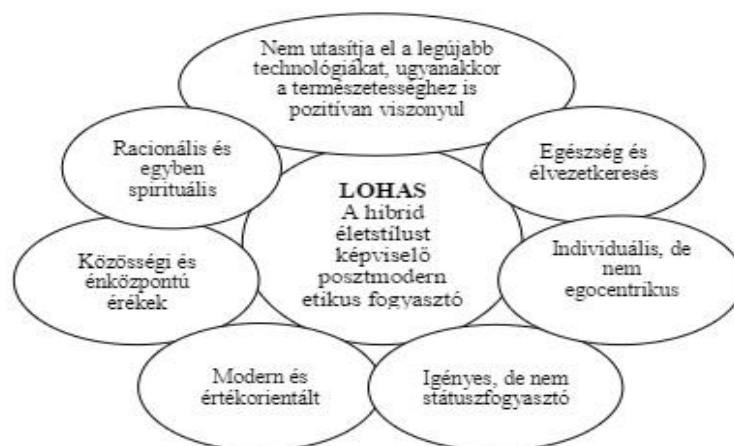 Nem utasítja el a legújabb
technológiákat, ugyanakkor
a természetességhez is
pozitívan viszonyul
Racionális és
egyben
spirituális
Egészség és
élvezetkeresés
LOHAS
A hibrid
életstílust
képviselő
posztmodern
etikus fogyasztó
Közösségi és
énközpontú
érékek
Individuális, de
nem
egocentrikus
Modern és
értékorientált
Igényes, de nem
státuszfogyasztó